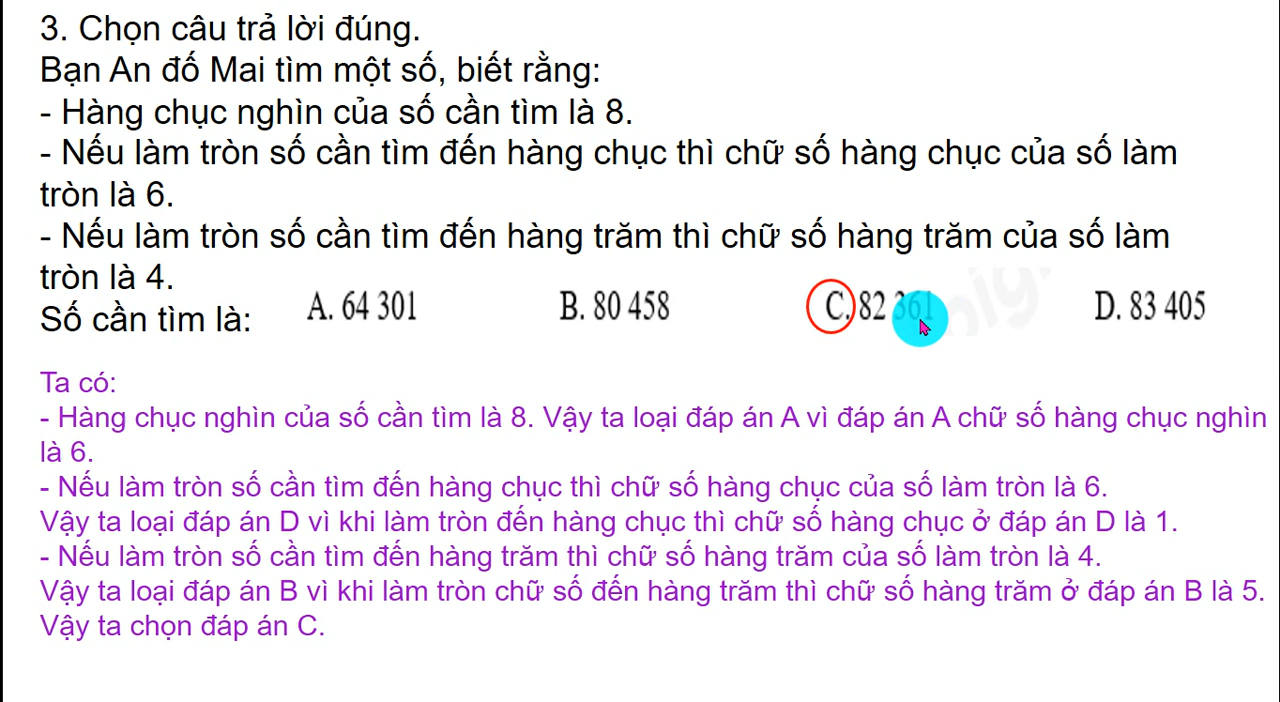 3. Chọn câu trả lời đúng.
Bạn An đố Mai tìm một số, biết rằng:
- Hàng chục nghìn của số cần tìm là 8.
- Nếu làm tròn số cần tìm đến hàng chục thì chữ số hàng chục của số làm
tròn là 6.
- Nếu làm tròn số cần tìm đến hàng trăm thì chữ số hàng trăm của số làm
tròn là 4.
Số cần tìm là: A. 64 301 B. 80 458 C. 82 361 D. 83 405
Ta có:
- Hàng chục nghìn của số cần tìm là 8. Vậy ta loại đáp án A vì đáp án A chữ số hàng chục nghìn
là 6.
- Nếu làm tròn số cần tìm đến hàng chục thì chữ số hàng chục của số làm tròn là 6.
Vậy ta loại đáp án D vì khi làm tròn đến hàng chục thì chữ số hàng chục ở đáp án D là 1.
- Nếu làm tròn số cần tìm đến hàng trăm thì chữ số hàng trăm của số làm tròn là 4.
Vậy ta loại đáp án B vì khi làm tròn chữ số đến hàng trăm thì chữ số hàng trăm ở đáp án B là 5.
Vậy ta chọn đáp án C.